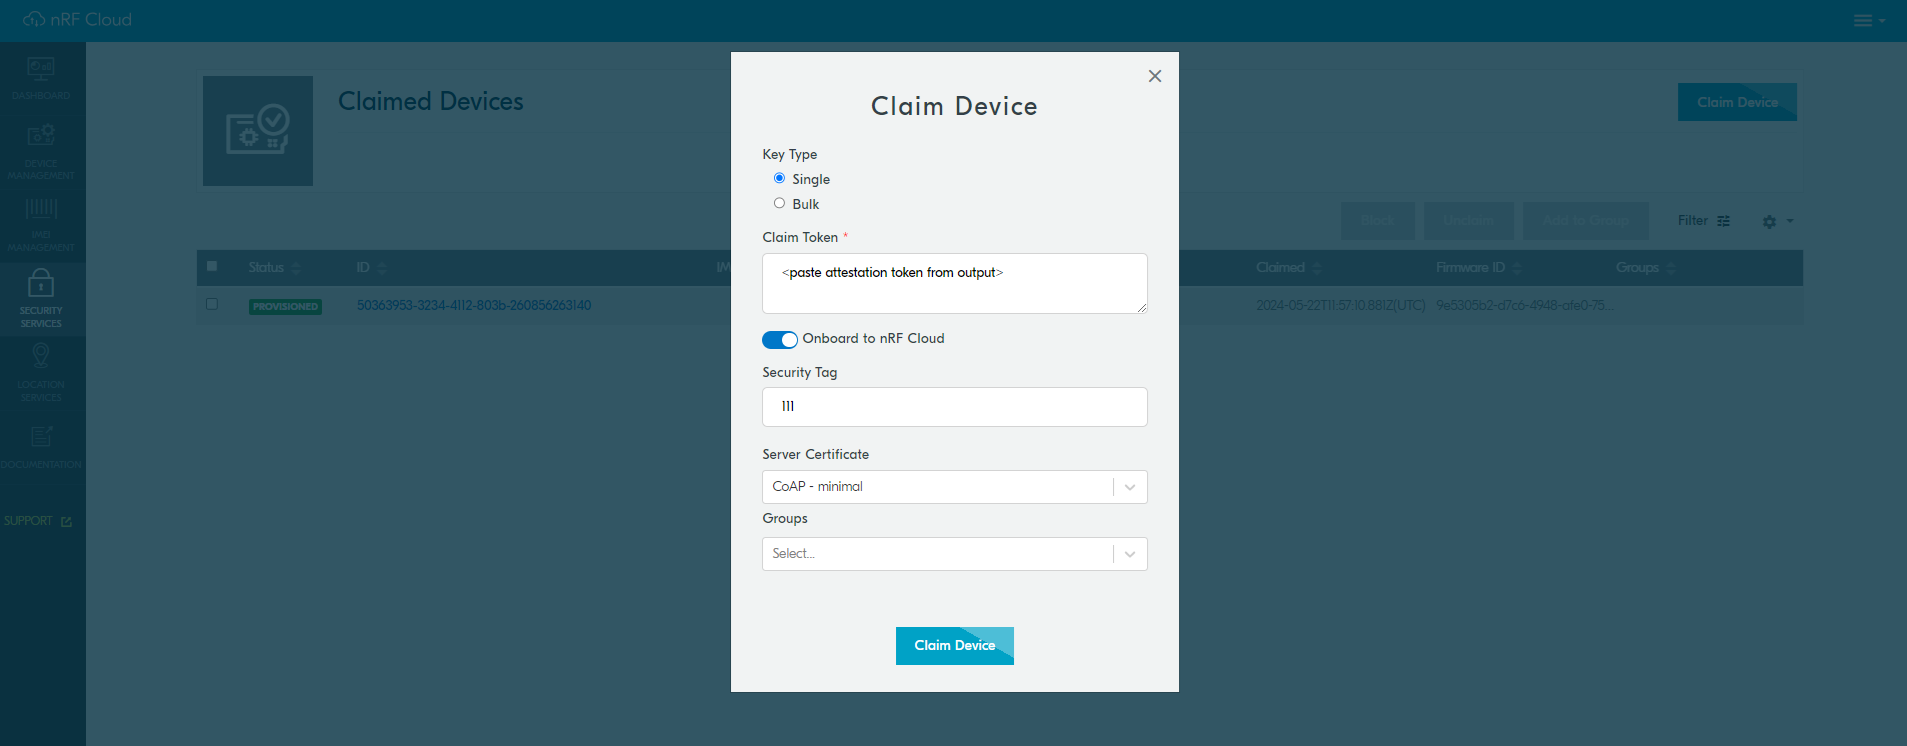 nRF Cloud
DASHBOARD
DEVICE
MANAGEMENT
IMEI
MANAGEMENT
SECURITY
SERVICES
LOCATION
SERVICES
DOCUMENTATION
SUPPORT
Claimed Devices
Claim Device
Block
Unclaim
Add to Group
Filter
Status
ID
IM
Claimed
Firmware ID
Groups
PROVISIONED
50363953-3234-4112-803b-260856263140
2024-05-22T11:57:10.881Z(UTC)
9e5305b2-d7c6-4948-afe0-75...
Claim Device
Key Type
Single
Bulk
Claim Token *
<paste attestation token from output>
Onboard to nRF Cloud
Security Tag
111
Server Certificate
CoAP - minimal
Groups
Select...
Claim Device